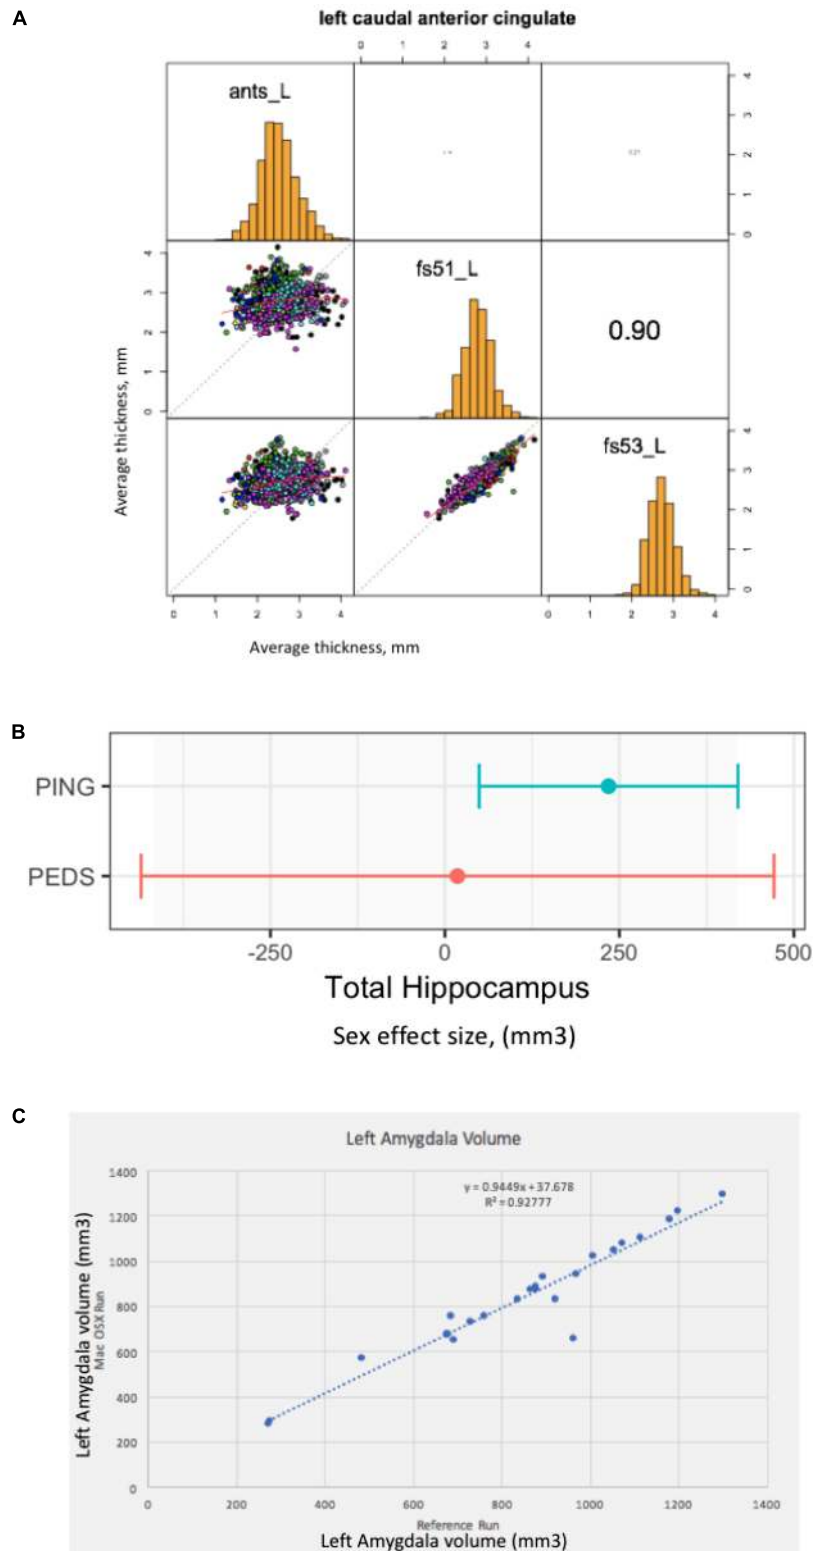 A
left caudal anterior cingulate
0 1 2 3 4
ants_L
4
3
2
1
0
fs51_L
4
3
2
1
0
0.90
fs53_L
4
3
2
1
0
0 1 2 3 4
0 1 2 3 4
Average thickness, mm
Average thickness, mm
B
PING
PEDS
-250 0 250 500
Total Hippocampus
Sex effect size, (mm3)
C
Left Amygdala Volume
y = 0.9449x + 37.678
R² = 0.92777
1400
1200
1000
800
600
400
200
0
0 200 400 600 800 1000 1200 1400
Left Amygdala volume (mm3)
Mac OSX Run
Reference Run
Left Amygdala volume (mm3)